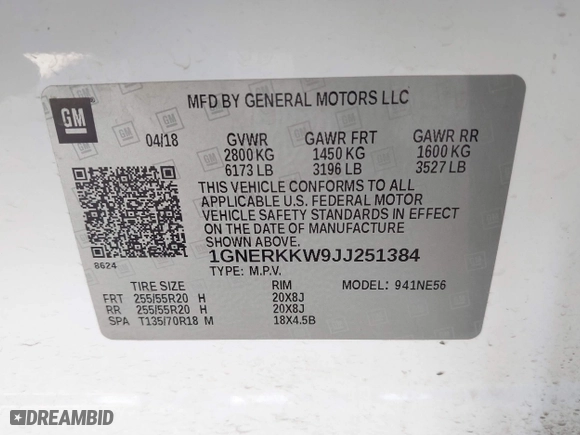 GM
MFD BY GENERAL MOTORS LLC
04/18 GVWR GAWR FRT GAWR RR
2800 KG 1450 KG 1600 KG
6173 LB 3196 LB 3527 LB
THIS VEHICLE CONFORMS TO ALL
APPLICABLE U.S. FEDERAL MOTOR
VEHICLE SAFETY STANDARDS IN EFFECT
ON THE DATE OF MANUFACTURE
SHOWN ABOVE.
8624 1GNERKKW9JJ251384
TYPE: M.P.V.
TIRE SIZE RIM MODEL: 941NE56
FRT 255/55R20 H 20X8J
RR 255/55R20 H 20X8J
SPA T135/70R18 M 18X4.5B
DREAMBID